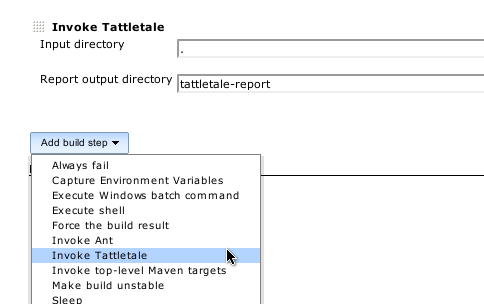 Invoke Tattletale
Input directory
.
Report output directory
tattletale-report
Add build step
Always fail
Capture Environment Variables
Execute Windows batch command
Execute shell
Force the build result
Invoke Ant
Invoke Tattletale
Invoke top-level Maven targets
Make build unstable
Sleep